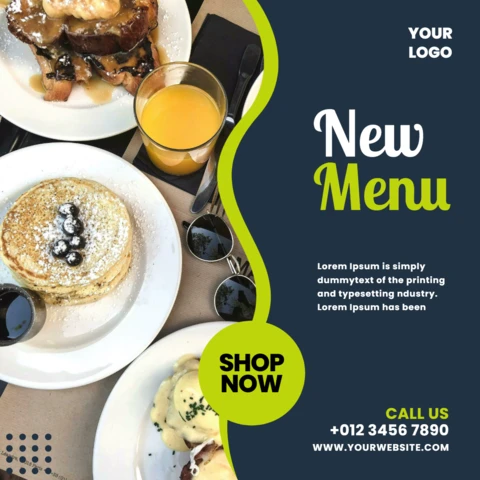 YOUR
LOGO
New
Menu
Lorem Ipsum is simply
dummytext of the printing
and typesetting ndustry.
Lorem Ipsum has been
SHOP
NOW
CALL US
+012 3456 7890
WWW.YOURWEBSITE.COM